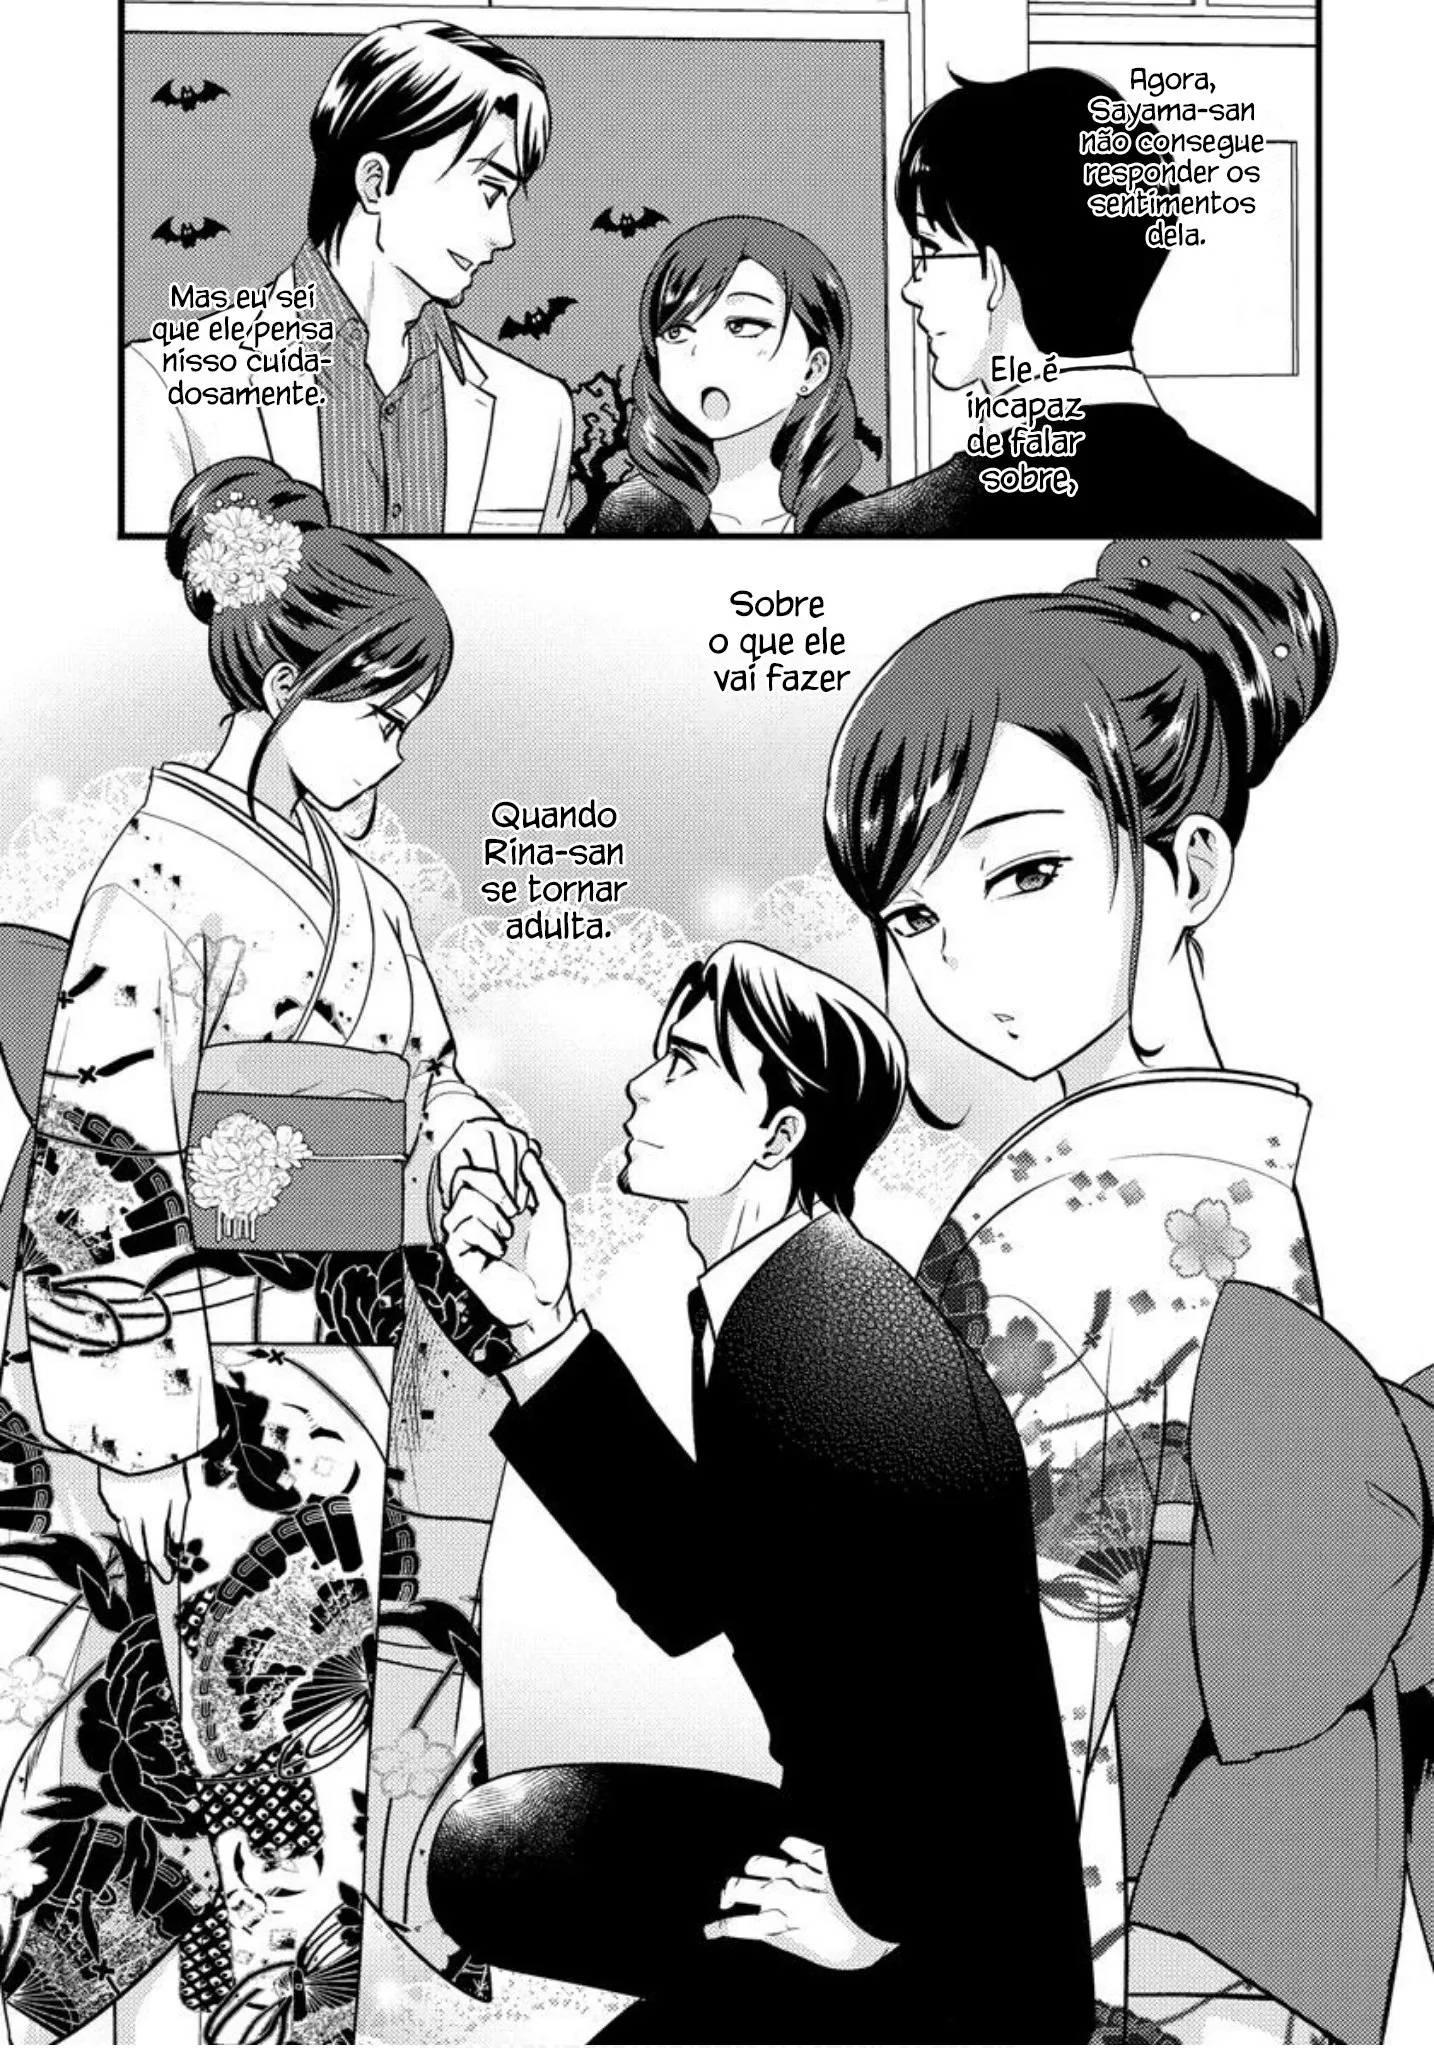 Agora,
Sayama-san
não consegue
responder os
sentimentos
dela.
Ele é
incapaz
de falar
sobre,
Mas eu sei
que ele pensa
nisso cuida-
dosamente.
Sobre
o que ele
vai fazer
Quando
Rina-san
se tornar
adulta.